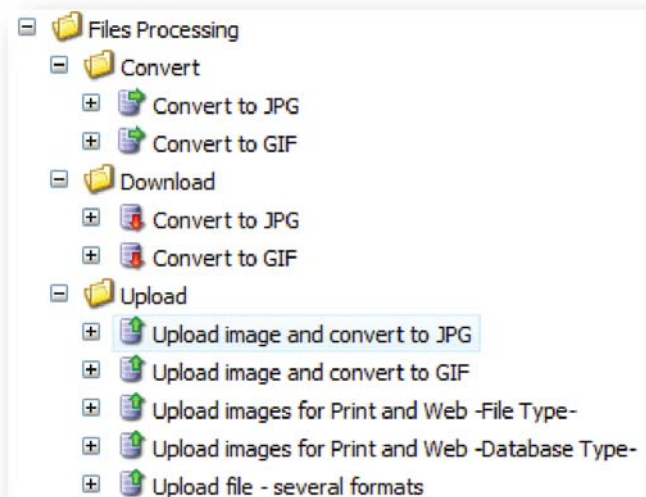 Files Processing
Convert
Convert to JPG
Convert to GIF
Download
Convert to JPG
Convert to GIF
Upload
Upload image and convert to JPG
Upload image and convert to GIF
Upload images for Print and Web -File Type-
Upload images for Print and Web -Database Type-
Upload file - several formats